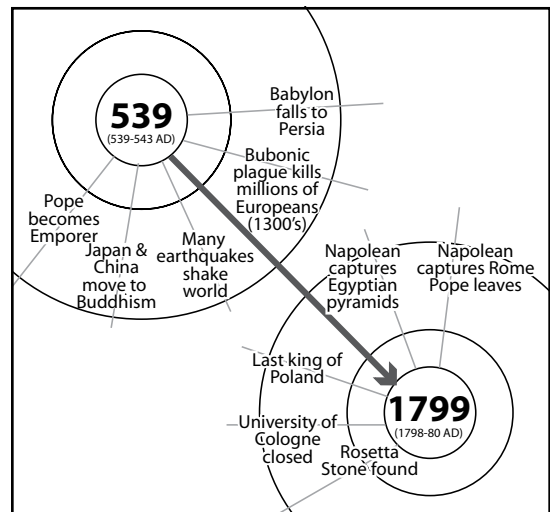 539
(539-543 AD)
Babylon
falls to
Persia
Bubonic
plague kills
millions of
Europeans
(1300's)
Pope
becomes
Emporer
Japan &
China
move to
Buddhism
Many
earthquakes
shake
world
Napolean
captures
Egyptian
pyramids
Napolean
captures Rome
Pope leaves
Last king of
Poland
1799
(1798-80 AD)
University of
Cologne
closed
Rosetta
Stone found